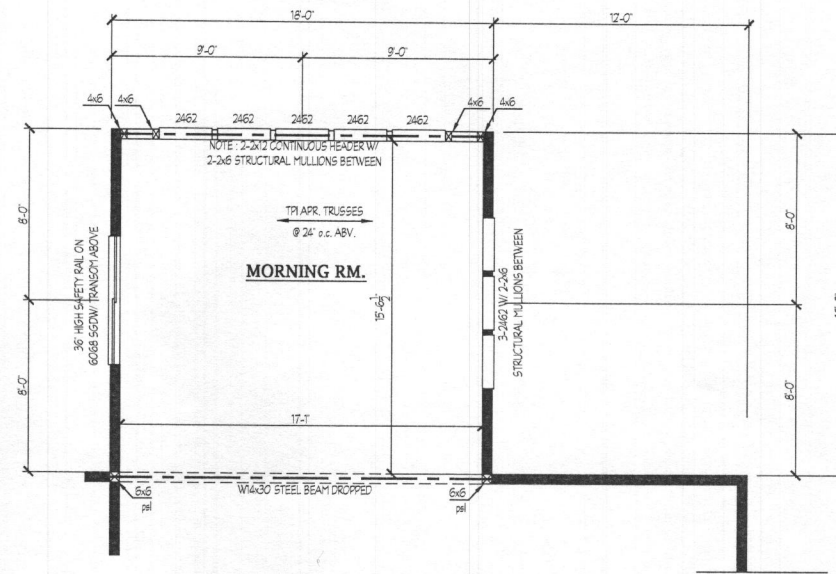 18'-0"
12'-0"
9'-0"
9'-0"
4x6
4x6
2462
2462
2462
2462
2462
4x6
4x6
NOTE : 2-2x12 CONTINUOUS HEADER W/
2-2x6 STRUCTURAL MULLIONS BETWEEN
TPI APR. TRUSSES
@ 24" o.c. ABV.
MORNING RM.
8'-0"
8'-0"
36" HIGH SAFETY RAIL ON
6068 SGDW/ TRANSOM ABOVE
15'-6½"
3-2462 W/ 2-2x6
STRUCTURAL MULLIONS BETWEEN
8'-0"
8'-0"
17'-1"
6x6
psl
W14x30 STEEL BEAM DROPPED
6x6
psl